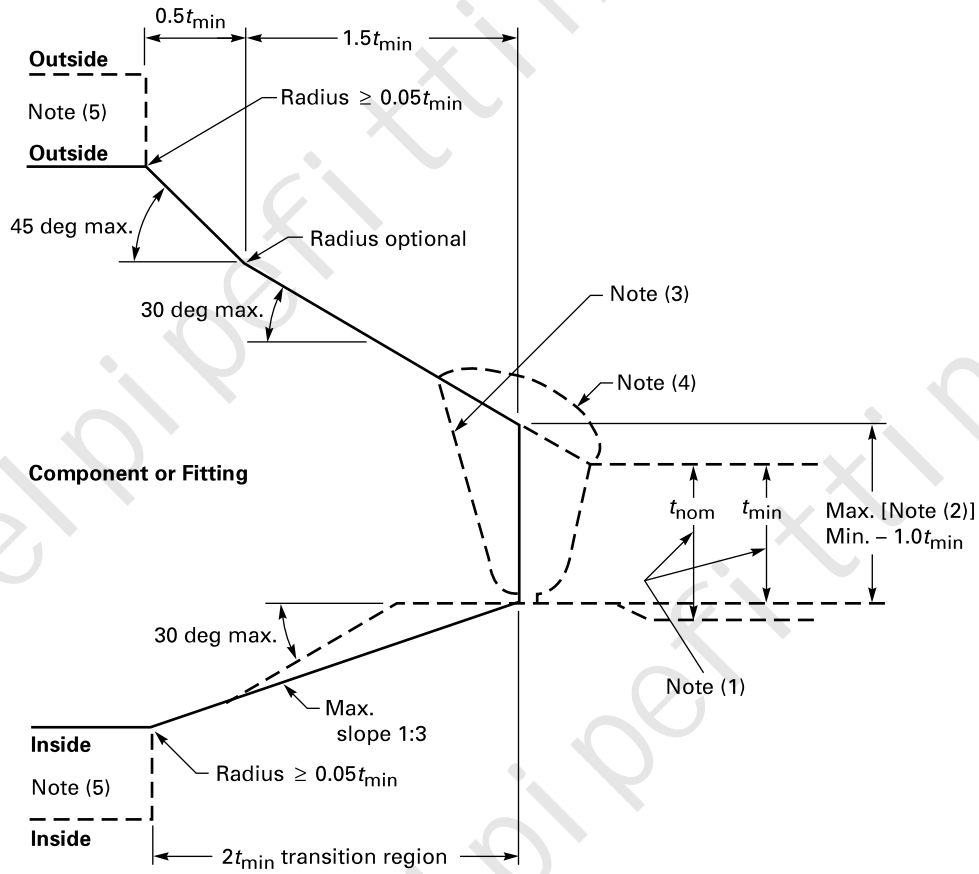 0.5tmin
1.5tmin
Outside
Note (5)
Radius ≥ 0.05tmin
Outside
45 deg max.
Radius optional
30 deg max.
Note (3)
Note (4)
Component or Fitting
tnom
tmin
Max. [Note (2)]
Min. – 1.0tmin
30 deg max.
Note (1)
Max.
slope 1:3
Inside
Note (5)
Radius ≥ 0.05tmin
Inside
2tmin transition region